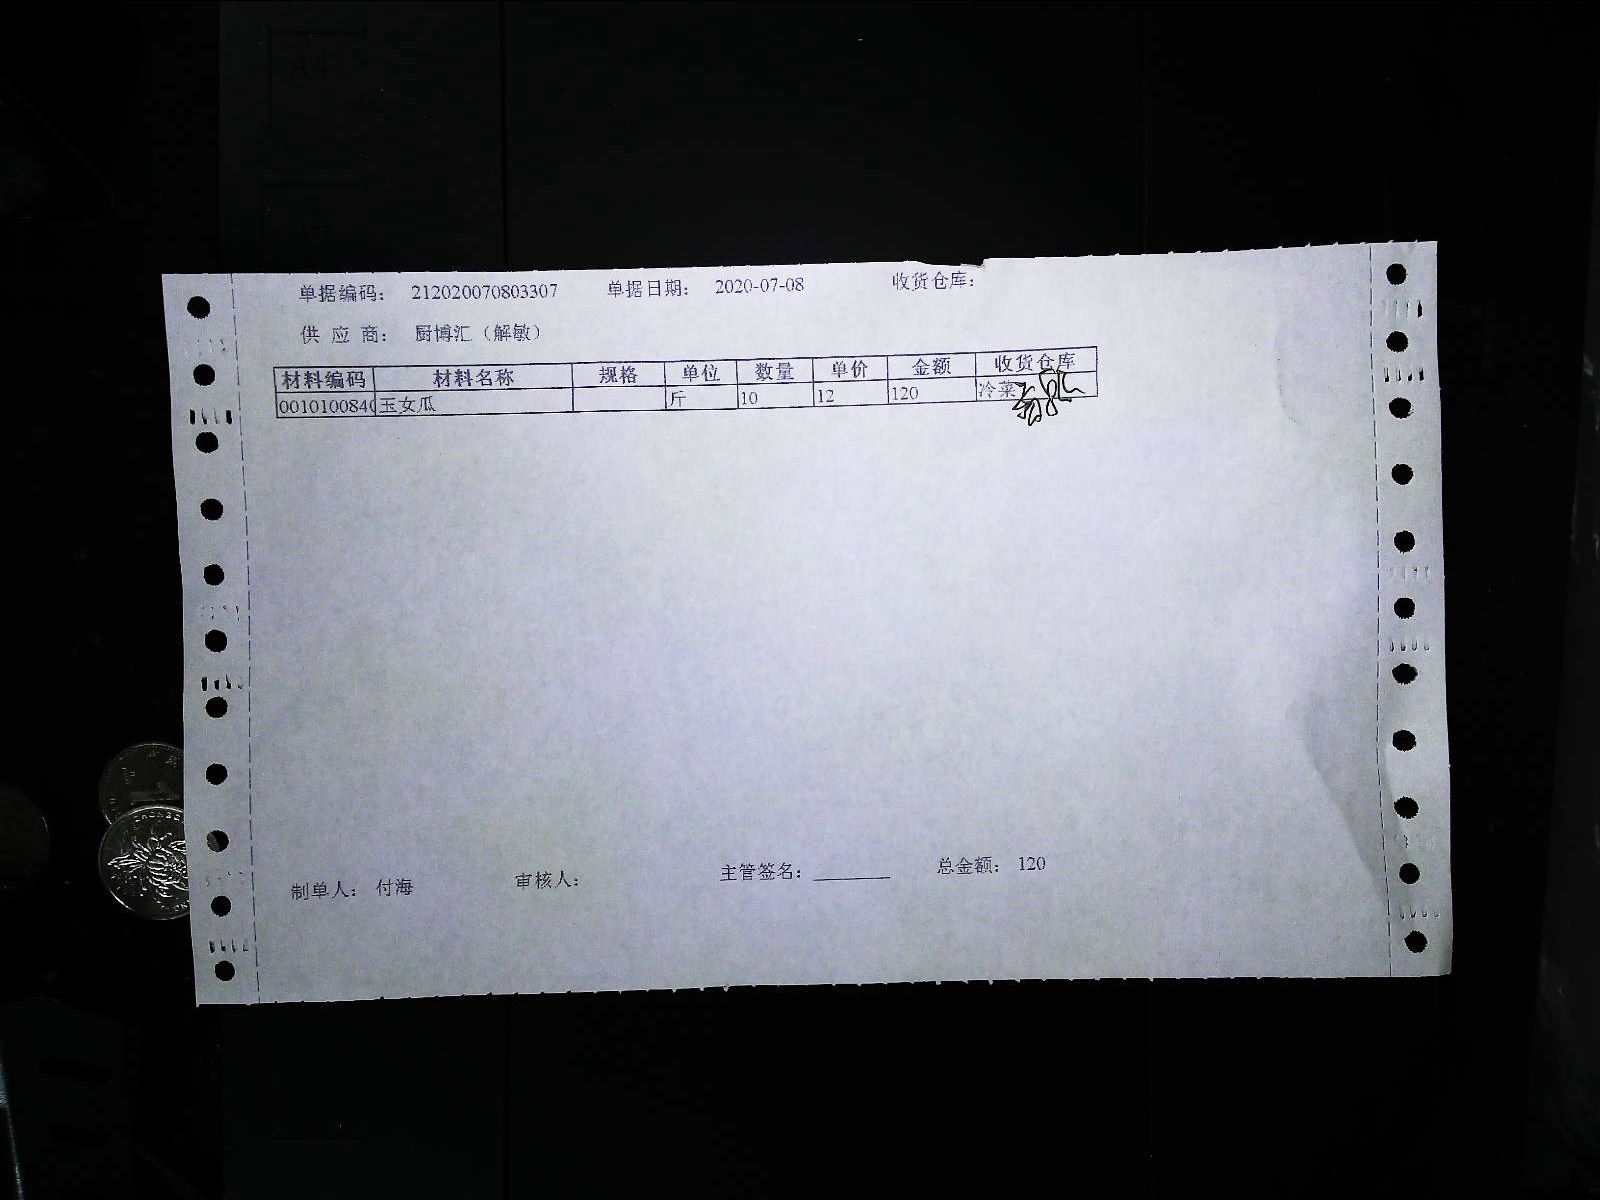 单据编码： 212020070803307 单据日期： 2020-07-08 收货仓库：
供 应 商： 厨博汇（解敏）
材料编码 材料名称 规格 单位 数量 单价 金额 收货仓库
001010084 玉女瓜 斤 10 12 120 冷菜
制单人： 付海 审核人： 主管签名：________ 总金额： 120